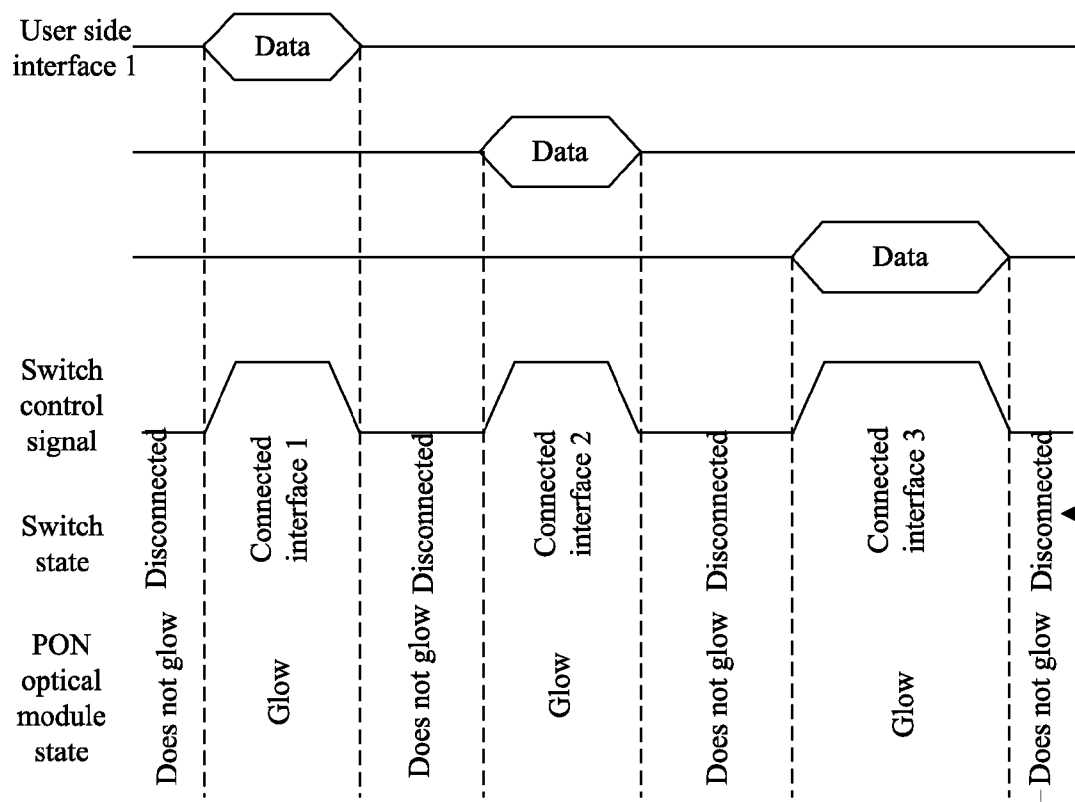 User side
interface 1
Data
Data
Data
Switch
control
signal
Switch
state
Disconnected
Connected
interface 1
Disconnected
Connected
interface 2
Disconnected
Connected
interface 3
Disconnected
PON
optical
module
state
Does not glow
Glow
Does not glow
Glow
Does not glow
Glow
Does not glow